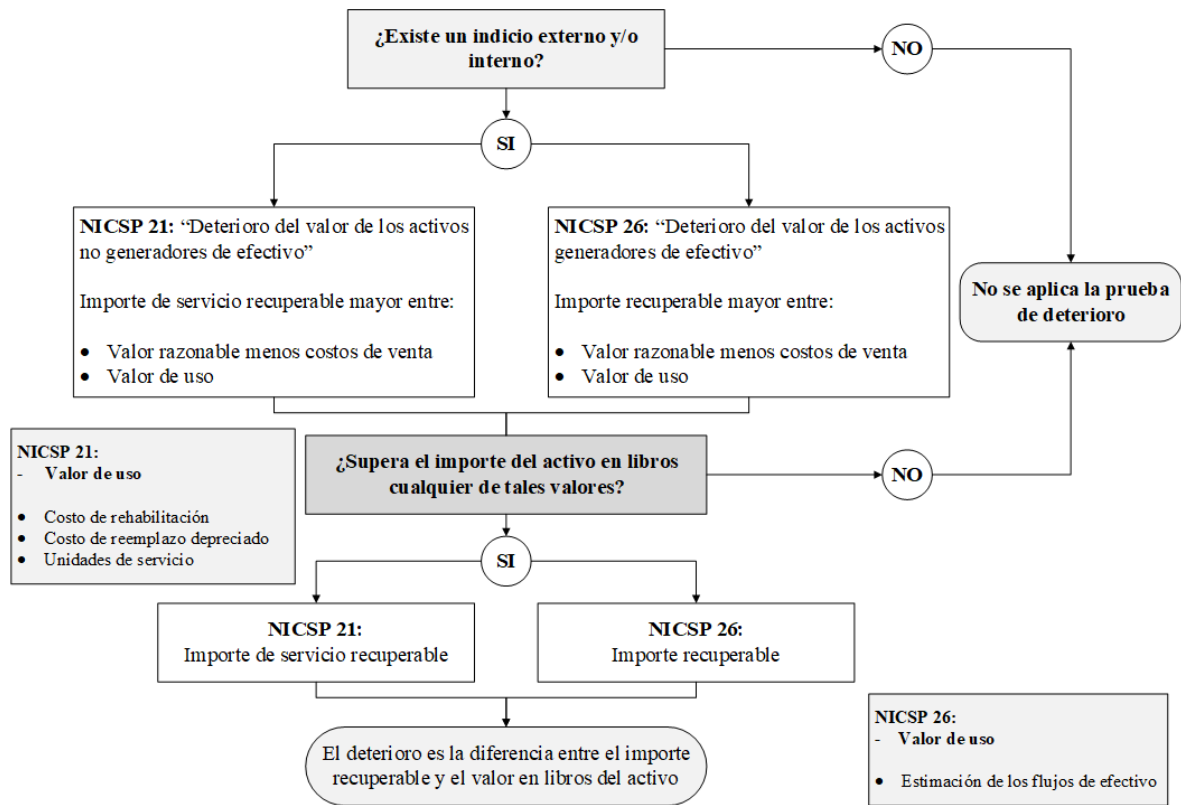 ¿Existe un indicio externo y/o
interno?
NO
SI
NICSP 21: “Deterioro del valor de los activos
no generadores de efectivo”
Importe de servicio recuperable mayor entre:
• Valor razonable menos costos de venta
• Valor de uso
NICSP 26: “Deterioro del valor de los activos
generadores de efectivo”
Importe recuperable mayor entre:
• Valor razonable menos costos de venta
• Valor de uso
No se aplica la prueba
de deterioro
NICSP 21:
- Valor de uso
• Costo de rehabilitación
• Costo de reemplazo depreciado
• Unidades de servicio
¿Supera el importe del activo en libros
cualquier de tales valores?
NO
SI
NICSP 21:
Importe de servicio recuperable
NICSP 26:
Importe recuperable
El deterioro es la diferencia entre el importe
recuperable y el valor en libros del activo
NICSP 26:
- Valor de uso
• Estimación de los flujos de efectivo